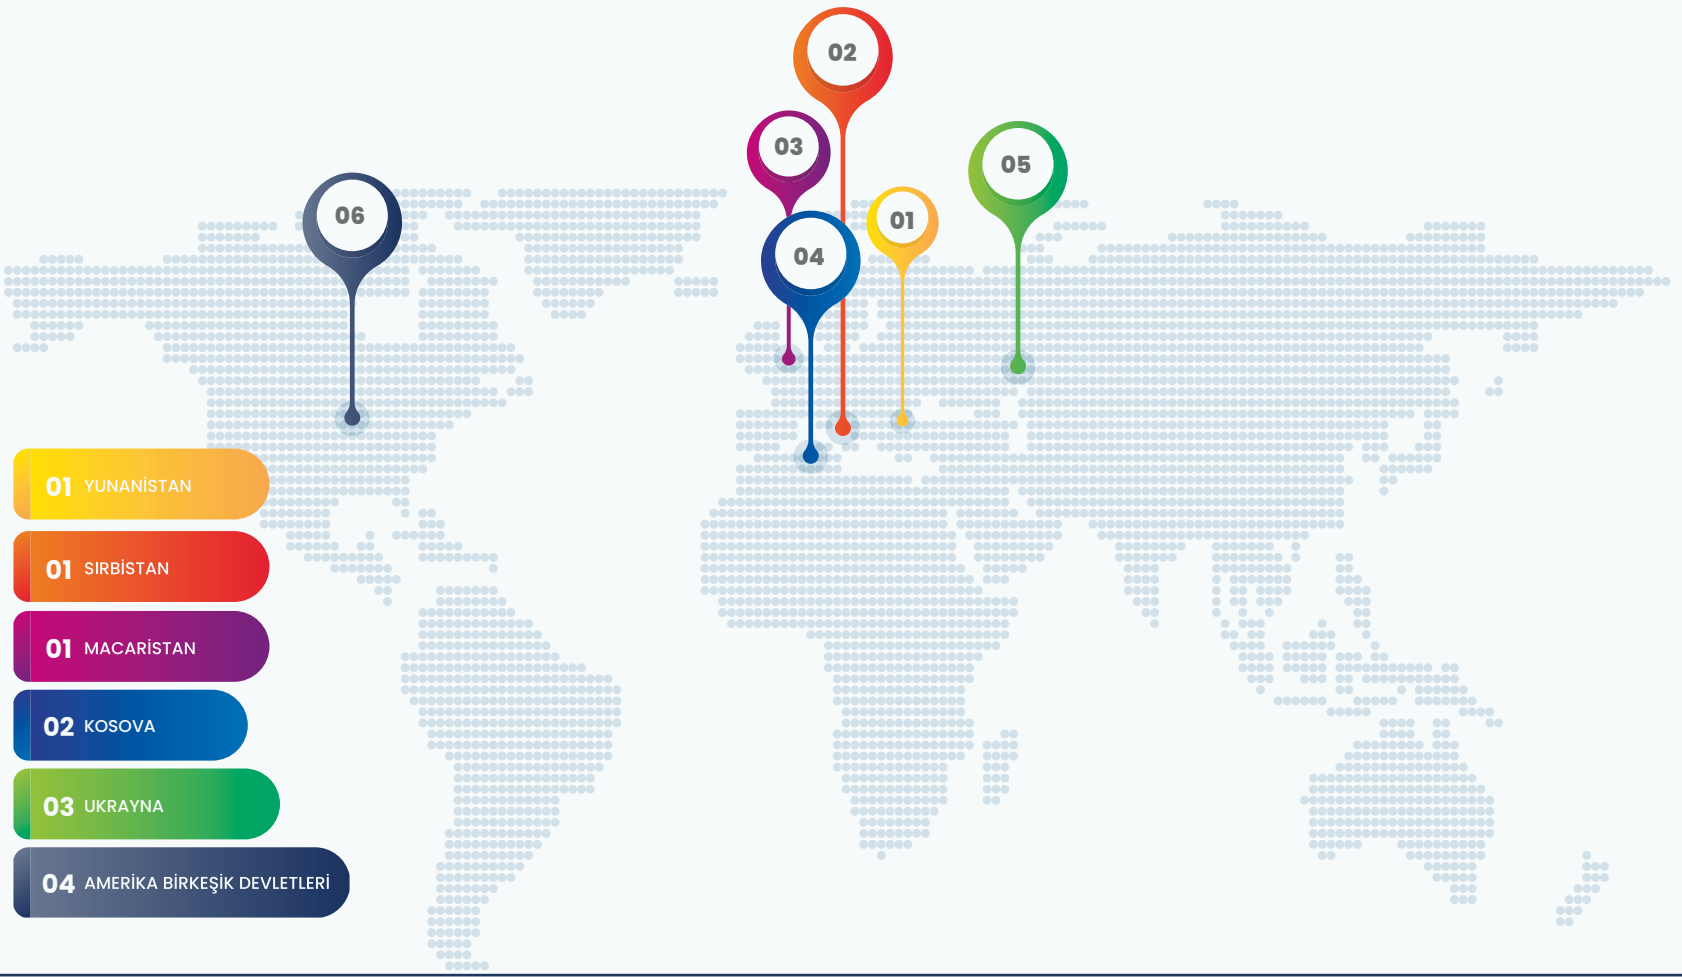 02
03
05
06
01
04
01 YUNANİSTAN
01 SIRBİSTAN
01 MACARİSTAN
02 KOSOVA
03 UKRAYNA
04 AMERİKA BİRKEŞİK DEVLETLERİ